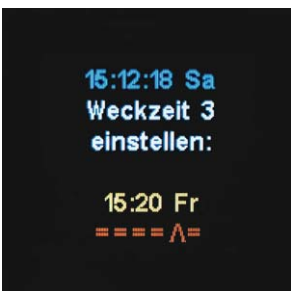 15:12:18 Sa
Weckzeit 3
einstellen:
15:20 Fr
====Λ=